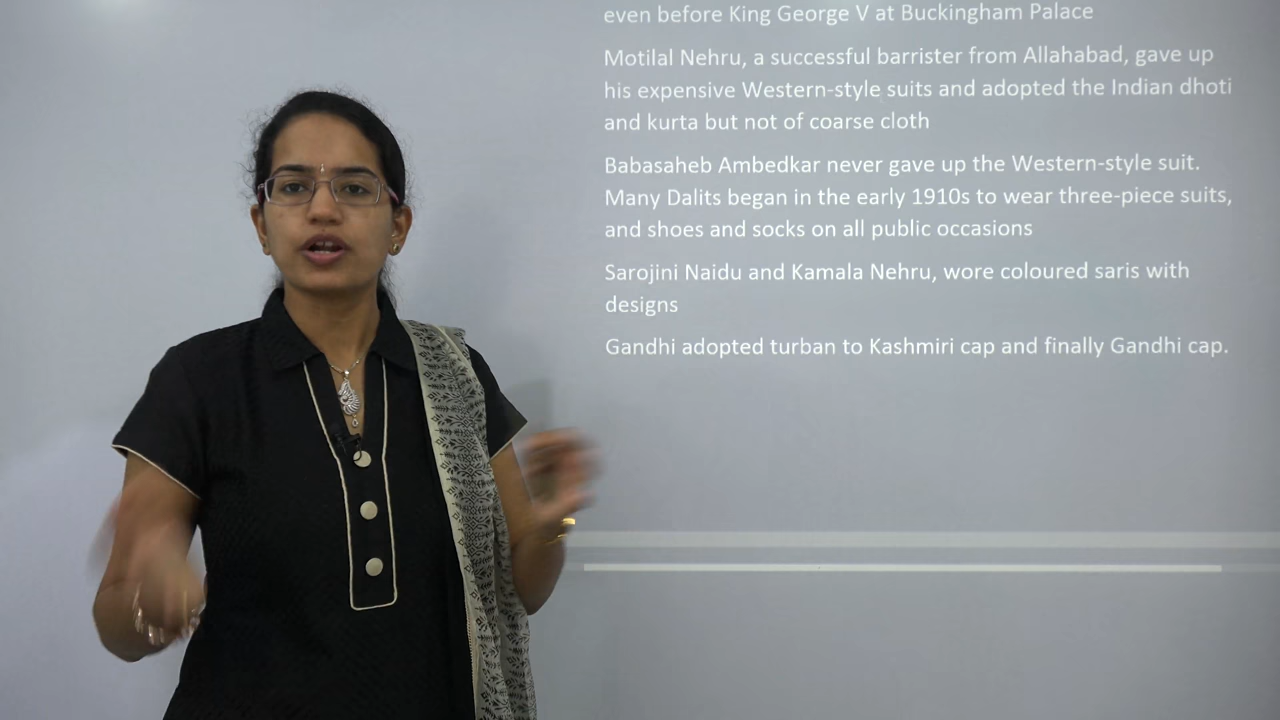 even before King George V at Buckingham Palace
Motilal Nehru, a successful barrister from Allahabad, gave up
his expensive Western-style suits and adopted the Indian dhoti
and kurta but not of coarse cloth
Babasaheb Ambedkar never gave up the Western-style suit.
Many Dalits began in the early 1910s to wear three-piece suits,
and shoes and socks on all public occasions
Sarojini Naidu and Kamala Nehru, wore coloured saris with
designs
Gandhi adopted turban to Kashmiri cap and finally Gandhi cap.